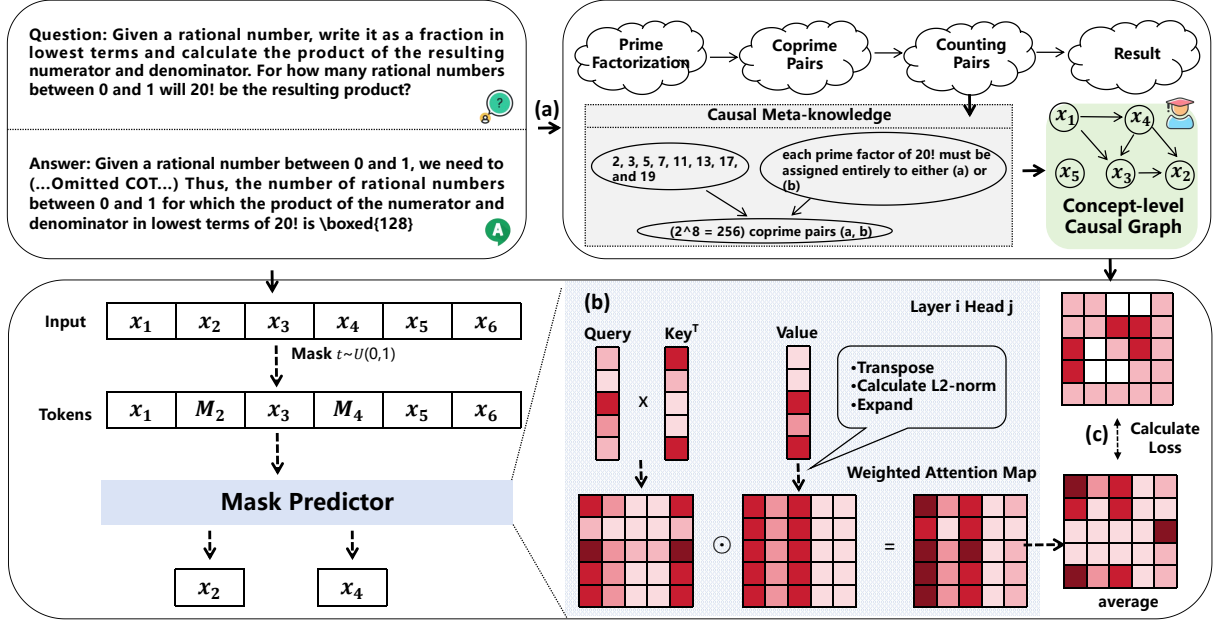 Question: Given a rational number, write it as a fraction in
lowest terms and calculate the product of the resulting
numerator and denominator. For how many rational numbers
between 0 and 1 will 20! be the resulting product?
?
Answer: Given a rational number between 0 and 1, we need to
(...Omitted COT...) Thus, the number of rational numbers
between 0 and 1 for which the product of the numerator and
denominator in lowest terms of 20! is \boxed{128}
A
(a)
Prime
Factorization
Coprime
Pairs
Counting
Pairs
Result
Causal Meta-knowledge
2, 3, 5, 7, 11, 13, 17,
and 19
each prime factor of 20! must be
assigned entirely to either (a) or
(b)
(2^8 = 256) coprime pairs (a, b)
x₁ x₄
x₅ x₃ x₂
Concept-level
Causal Graph
Input x₁ x₂ x₃ x₄ x₅ x₆
Mask t~U(0,1)
Tokens x₁ M₂ x₃ M₄ x₅ x₆
Mask Predictor
x₂ x₄
(b)
Layer i Head j
Query Keyᵀ Value
x
•Transpose
•Calculate L2-norm
•Expand
Weighted Attention Map
⊙ =
(c) Calculate
Loss
average